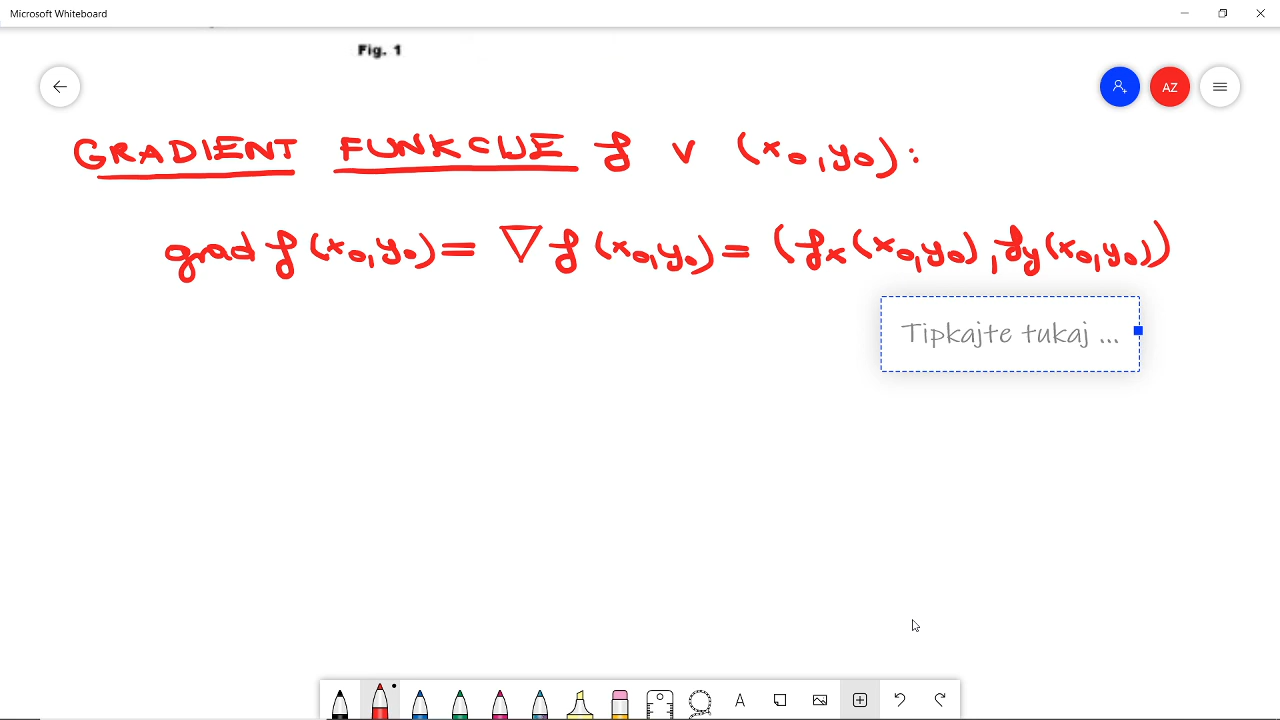 Microsoft Whiteboard
Fig. 1
AZ
GRADIENT FUNKCIJE f v (x₀,y₀):
grad f(x₀,y₀) = ∇f(x₀,y₀) = (fₓ(x₀,y₀), f_y(x₀,y₀))
Tipkajte tukaj ...
A